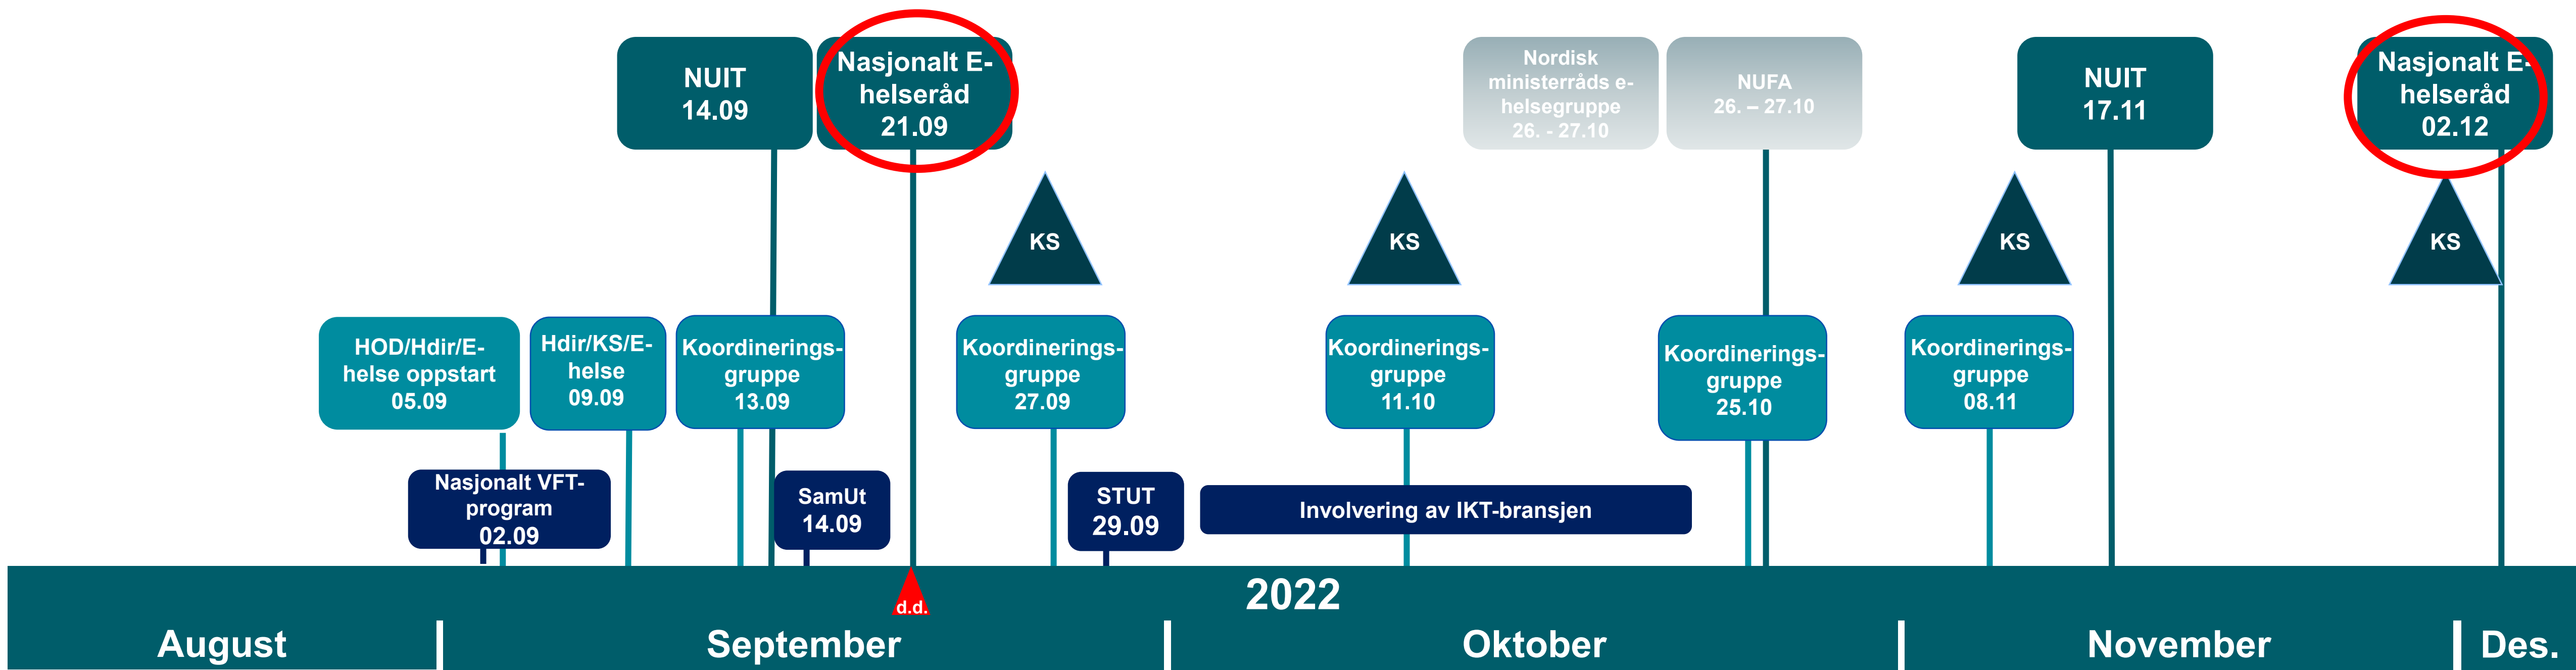 NUIT
14.09
Nasjonalt E-
helseråd
21.09
Nordisk
ministerråds e-
helsegruppe
26. - 27.10
NUFA
26. – 27.10
NUIT
17.11
Nasjonalt E-
helseråd
02.12
KS
KS
KS
KS
HOD/Hdir/E-
helse oppstart
05.09
Hdir/KS/E-
helse
09.09
Koordinerings-
gruppe
13.09
Koordinerings-
gruppe
27.09
Koordinerings-
gruppe
11.10
Koordinerings-
gruppe
25.10
Koordinerings-
gruppe
08.11
Nasjonalt VFT-
program
02.09
SamUt
14.09
STUT
29.09
Involvering av IKT-bransjen
d.d.
2022
August
September
Oktober
November
Des.